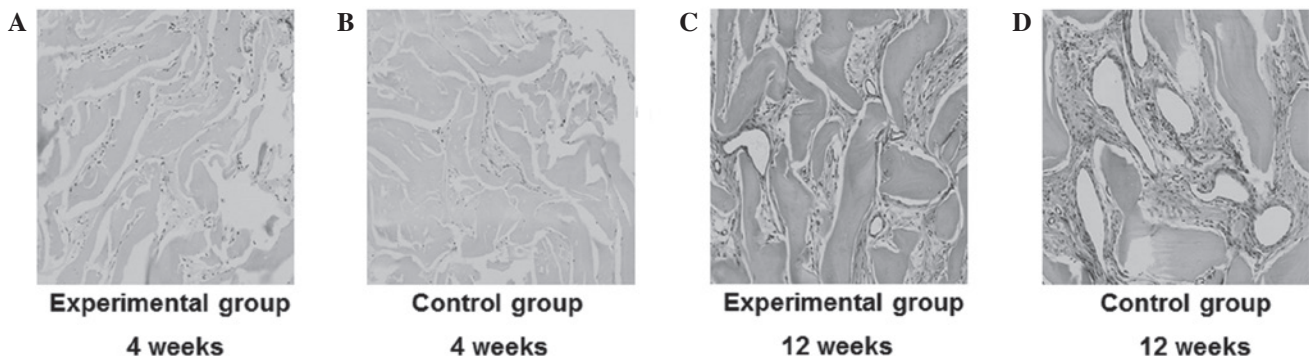 A
B
C
D
Experimental group
4 weeks
Control group
4 weeks
Experimental group
12 weeks
Control group
12 weeks